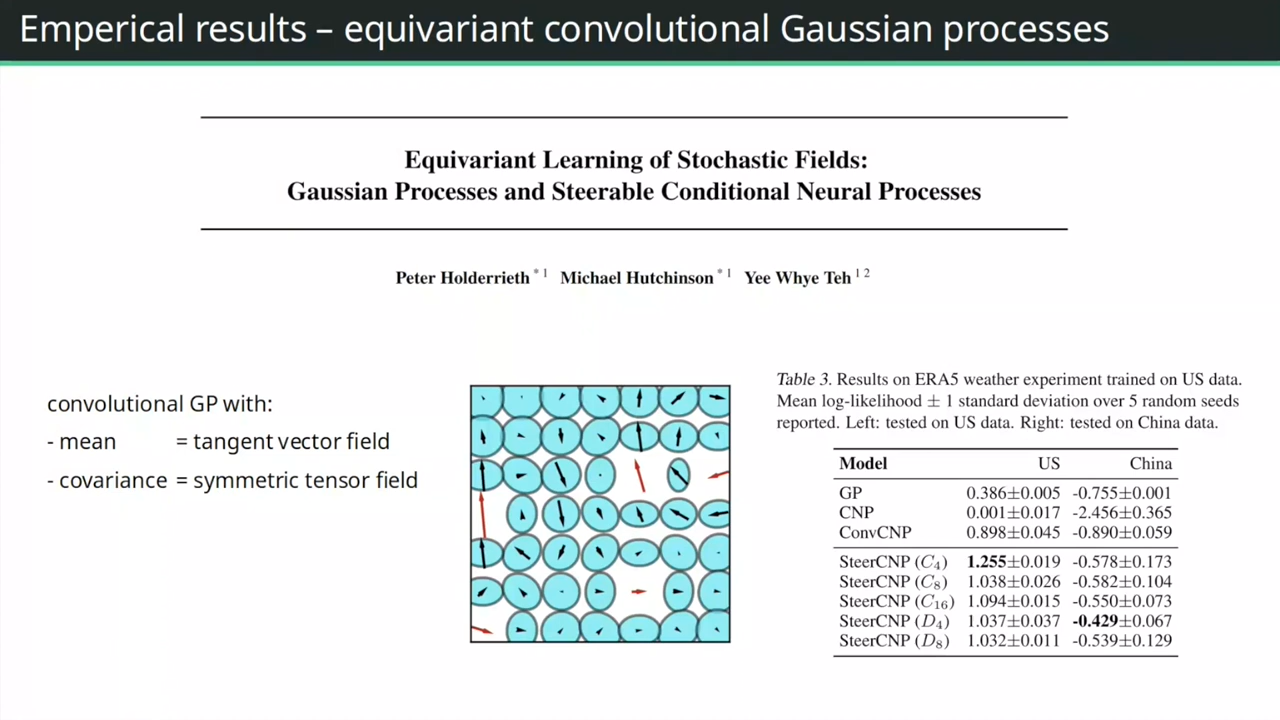 Emperical results – equivariant convolutional Gaussian processes
Equivariant Learning of Stochastic Fields:
Gaussian Processes and Steerable Conditional Neural Processes
Peter Holderrieth * 1 Michael Hutchinson * 1 Yee Whye Teh 1 2
convolutional GP with:
- mean = tangent vector field
- covariance = symmetric tensor field
Table 3. Results on ERA5 weather experiment trained on US data.
Mean log-likelihood ± 1 standard deviation over 5 random seeds
reported. Left: tested on US data. Right: tested on China data.
Model US China
GP 0.386±0.005 -0.755±0.001
CNP 0.001±0.017 -2.456±0.365
ConvCNP 0.898±0.045 -0.890±0.059
SteerCNP (C4) 1.255±0.019 -0.578±0.173
SteerCNP (C8) 1.038±0.026 -0.582±0.104
SteerCNP (C16) 1.094±0.015 -0.550±0.073
SteerCNP (D4) 1.037±0.037 -0.429±0.067
SteerCNP (D8) 1.032±0.011 -0.539±0.129